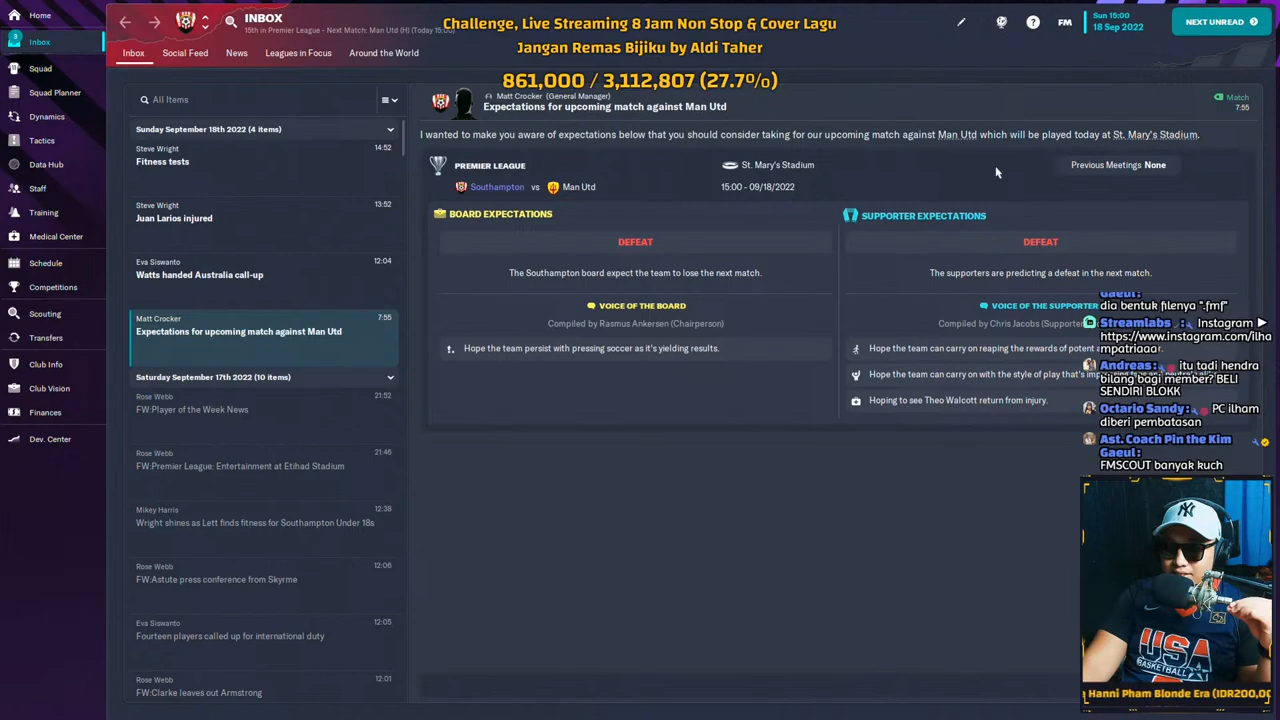 Home
3
Inbox
Squad
Squad Planner
Dynamics
Tactics
Data Hub
Staff
Training
Medical Center
Schedule
Competitions
Scouting
Transfers
Club Info
Club Vision
Finances
Dev. Center
INBOX
15th in Premier League - Next Match: Man Utd (H) (Today 15:00)
Challenge, Live Streaming 8 Jam Non Stop & Cover Lagu
Jangan Remas Bijiku by Aldi Taher
861,000 / 3,112,807 (27.7%)
FM
Sun 15:00
18 Sep 2022
NEXT UNREAD
Inbox
Social Feed
News
Leagues in Focus
Around the World
All Items
Sunday September 18th 2022 (4 items)
Steve Wright
14:52
Fitness tests
Steve Wright
13:52
Juan Larios injured
Eva Siswanto
12:04
Watts handed Australia call-up
Matt Crocker
7:55
Expectations for upcoming match against Man Utd
Saturday September 17th 2022 (10 items)
Rose Webb
21:52
FW:Player of the Week News
Rose Webb
21:46
FW:Premier League: Entertainment at Etihad Stadium
Mikey Harris
12:38
Wright shines as Lett finds fitness for Southampton Under 18s
Rose Webb
12:06
FW:Astute press conference from Skyrme
Eva Siswanto
12:05
Fourteen players called up for international duty
Rose Webb
12:01
FW:Clarke leaves out Armstrong
Matt Crocker (General Manager)
Expectations for upcoming match against Man Utd
Match
7:55
I wanted to make you aware of expectations below that you should consider taking for our upcoming match against Man Utd which will be played today at St. Mary's Stadium.
PREMIER LEAGUE
St. Mary's Stadium
Previous Meetings None
Southampton vs Man Utd
15:00 - 09/18/2022
BOARD EXPECTATIONS
DEFEAT
The Southampton board expect the team to lose the next match.
VOICE OF THE BOARD
Compiled by Rasmus Ankersen (Chairperson)
Hope the team persist with pressing soccer as it's yielding results.
SUPPORTER EXPECTATIONS
DEFEAT
The supporters are predicting a defeat in the next match.
VOICE OF THE SUPPORTER
Compiled by Chris Jacobs (Supporte
Hope the team can carry on reaping the rewards of potent
Hope the team can carry on with the style of play that's
Hoping to see Theo Walcott return from injury.
Gaeul :
dia bentuk filenya ".fmf"
Streamlabs : Instagram ►
https://www.instagram.com/ilha
mpatriaaar
Andreas : itu tadi hendra
bilang bagi member? BELI
SENDIRI BLOKK
Octario Sandy : PC ilham
diberi pembatasan
Ast. Coach Pin the Kim
Gaeul :
FMSCOUT banyak kuch
USA
BASKETBALL
Hanni Pham Blonde Era (IDR200,00